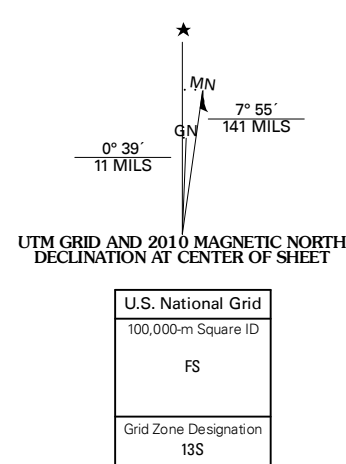 MN
7° 55´
141 MILS
GN
0° 39´
11 MILS
UTM GRID AND 2010 MAGNETIC NORTH
DECLINATION AT CENTER OF SHEET
U.S. National Grid
100,000-m Square ID
FS
Grid Zone Designation
13S